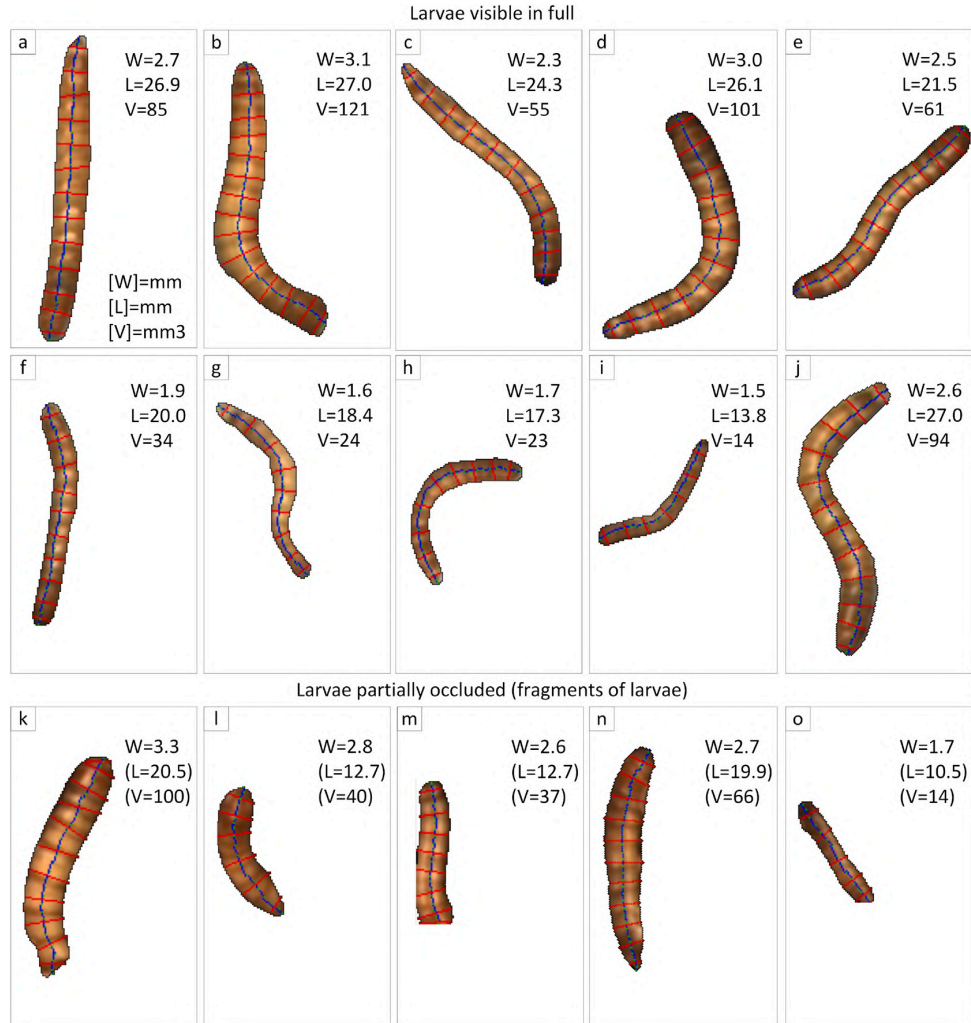 Larvae visible in full
a
W=2.7
L=26.9
V=85
[W]=mm
[L]=mm
[V]=mm3
b
W=3.1
L=27.0
V=121
c
W=2.3
L=24.3
V=55
d
W=3.0
L=26.1
V=101
e
W=2.5
L=21.5
V=61
f
W=1.9
L=20.0
V=34
g
W=1.6
L=18.4
V=24
h
W=1.7
L=17.3
V=23
i
W=1.5
L=13.8
V=14
j
W=2.6
L=27.0
V=94
Larvae partially occluded (fragments of larvae)
k
W=3.3
(L=20.5)
(V=100)
l
W=2.8
(L=12.7)
(V=40)
m
W=2.6
(L=12.7)
(V=37)
n
W=2.7
(L=19.9)
(V=66)
o
W=1.7
(L=10.5)
(V=14)